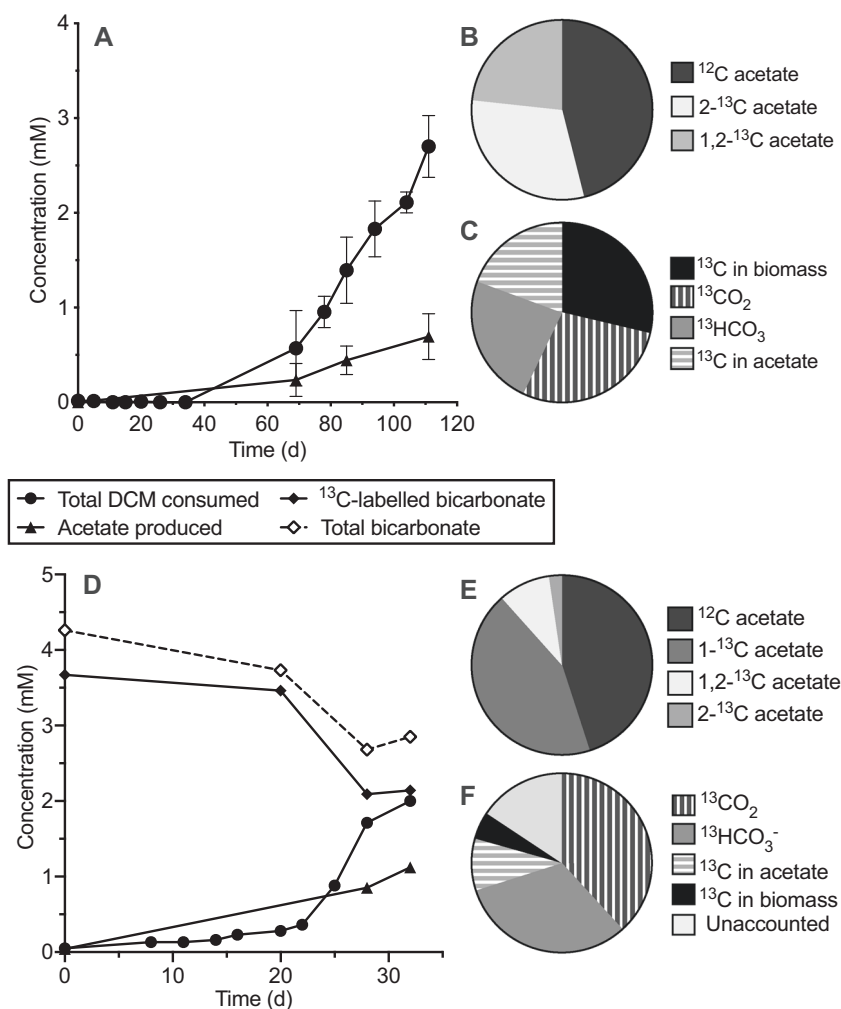 A
4
3
2
1
0
Concentration (mM)
0 20 40 60 80 100 120
Time (d)
B
¹²C acetate
2-¹³C acetate
1,2-¹³C acetate
C
¹³C in biomass
¹³CO₂
¹³HCO₃
¹³C in acetate
Total DCM consumed
¹³C-labelled bicarbonate
Acetate produced
Total bicarbonate
D
5
4
3
2
1
0
Concentration (mM)
0 10 20 30
Time (d)
E
¹²C acetate
1-¹³C acetate
1,2-¹³C acetate
2-¹³C acetate
F
¹³CO₂
¹³HCO₃⁻
¹³C in acetate
¹³C in biomass
Unaccounted